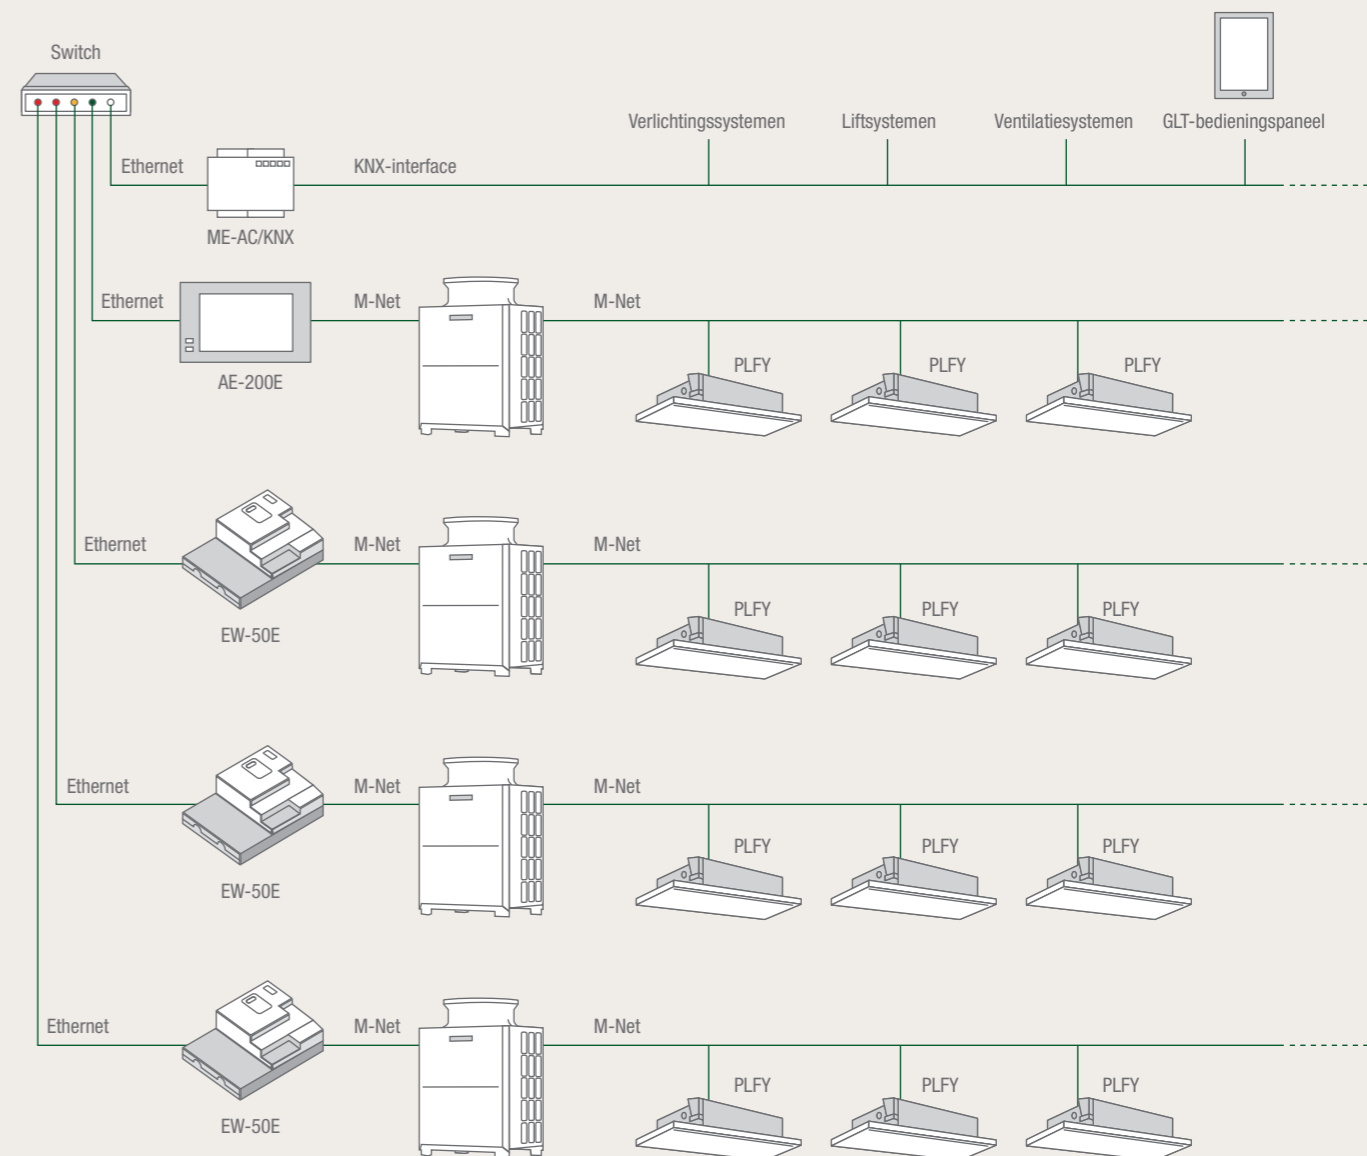 Switch
Verlichtingssystemen
Liftsystemen
Ventilatiesystemen
GLT-bedieningspaneel
Ethernet
KNX-interface
ME-AC/KNX
Ethernet
M-Net
M-Net
AE-200E
PLFY
PLFY
PLFY
Ethernet
M-Net
M-Net
EW-50E
PLFY
PLFY
PLFY
Ethernet
M-Net
M-Net
EW-50E
PLFY
PLFY
PLFY
Ethernet
M-Net
M-Net
EW-50E
PLFY
PLFY
PLFY